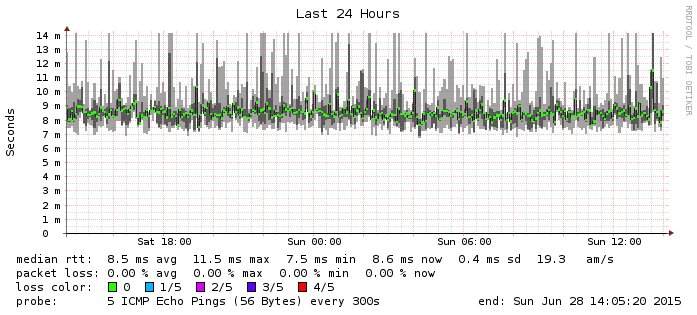 Last 24 Hours
RRDTOOL / TOBI OETIKER
Seconds
14 m
13 m
12 m
11 m
10 m
9 m
8 m
7 m
6 m
5 m
4 m
3 m
2 m
1 m
0
Sat 18:00 Sun 00:00 Sun 06:00 Sun 12:00
median rtt: 8.5 ms avg 11.5 ms max 7.5 ms min 8.6 ms now 0.4 ms sd 19.3 am/s
packet loss: 0.00 % avg 0.00 % max 0.00 % min 0.00 % now
loss color: 0 1/5 2/5 3/5 4/5
probe: 5 ICMP Echo Pings (56 Bytes) every 300s end: Sun Jun 28 14:05:20 2015